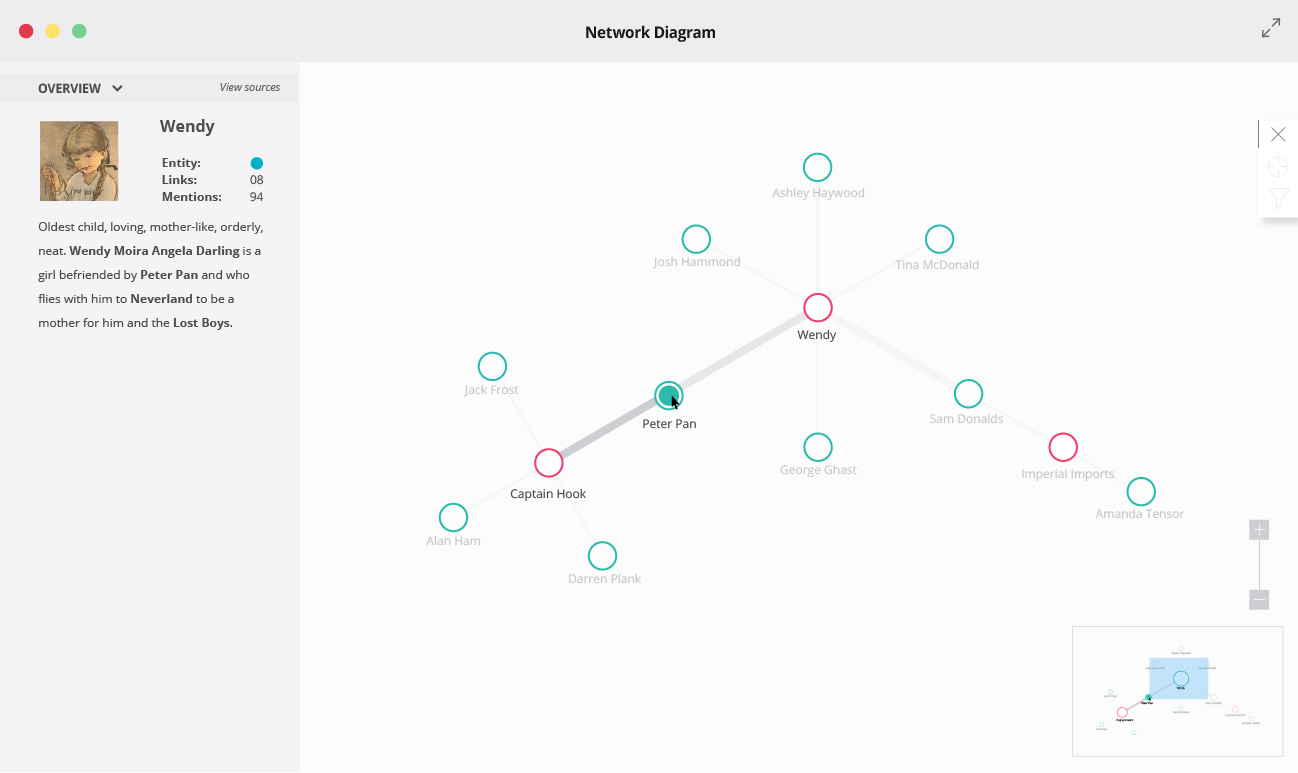 Network Diagram
OVERVIEW
View sources
Wendy
Entity:
Links: 08
Mentions: 94
Oldest child, loving, mother-like, orderly,
neat. Wendy Moira Angela Darling is a
girl befriended by Peter Pan and who
flies with him to Neverland to be a
mother for him and the Lost Boys.
Ashley Haywood
Josh Hammond
Tina McDonald
Wendy
Jack Frost
Peter Pan
Sam Donalds
George Ghast
Imperial Imports
Captain Hook
Amanda Tensor
Alan Ham
Darren Plank